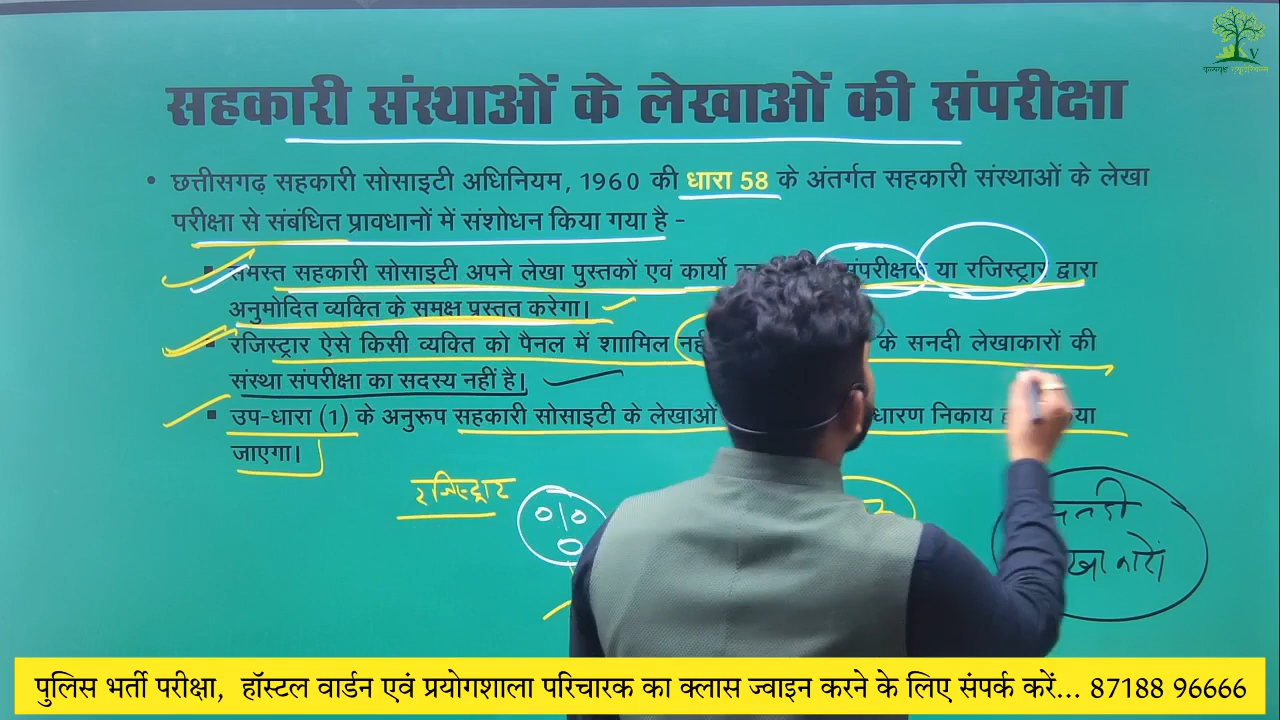 सहकारी संस्थाओं के लेखाओं की संपरीक्षा
• छत्तीसगढ़ सहकारी सोसाइटी अधिनियम, 1960 की धारा 58 के अंतर्गत सहकारी संस्थाओं के लेखा
परीक्षा से संबंधित प्रावधानों में संशोधन किया गया है –
▪ समस्त सहकारी सोसाइटी अपने लेखा पुस्तकों एवं कार्यो संपरीक्षक या रजिस्ट्रार द्वारा
अनुमोदित व्यक्ति के समक्ष प्रस्तत करेगा।
▪ रजिस्ट्रार ऐसे किसी व्यक्ति को पैनल में शाामिल के सनदी लेखाकारों की
संस्था संपरीक्षा का सदस्य नहीं है।
▪ उप-धारा (1) के अनुरूप सहकारी सोसाइटी के लेखाओं निकाय
जाएगा।
रजिस्ट्रार
पुलिस भर्ती परीक्षा, हॉस्टल वार्डन एवं प्रयोगशाला परिचारक का क्लास ज्वाइन करने के लिए संपर्क करें... 87188 96666